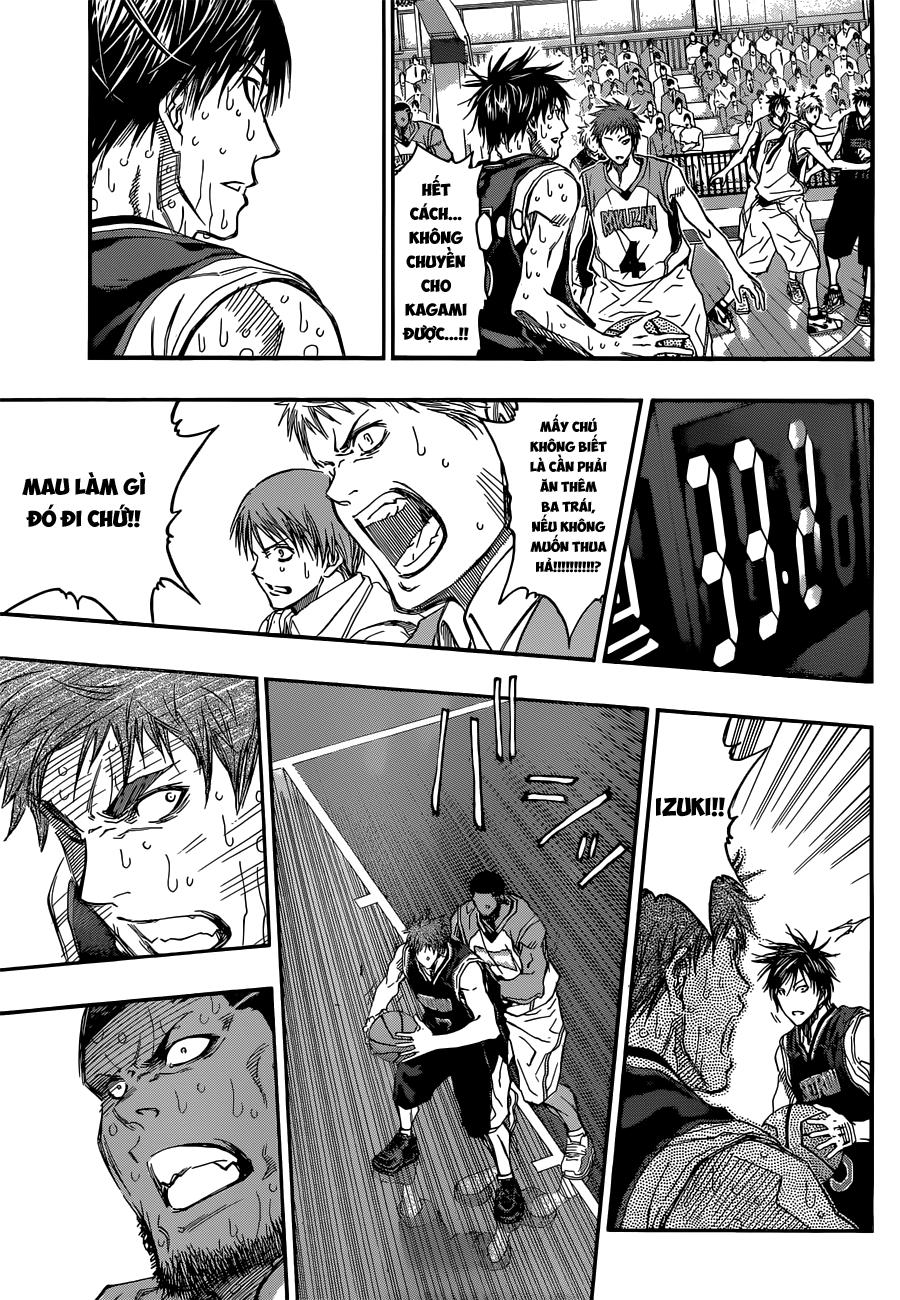 HẾT
CÁCH...
KHÔNG
CHUYỀN
CHO
KAGAMI
ĐƯỢC...!!
RAKUZAN
4
MẤY CHÚ
KHÔNG BIẾT
LÀ CẦN PHẢI
ĂN THÊM
BA TRÁI,
NẾU KHÔNG
MUỐN THUA
HẢ!!!!!!!!!!!?
MAU LÀM GÌ
ĐÓ ĐI CHỨ!!
IZUKI!!
SEIRIN